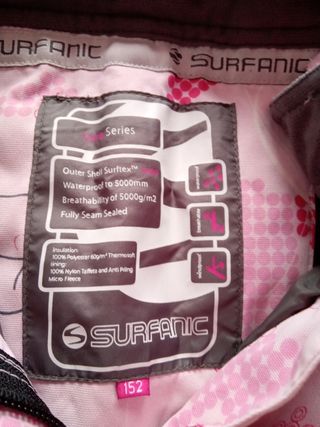 SURFANIC SURFANIC
Series
Outer Shell Surftex™
Waterproof to 5000mm
Breathability of 5000g/m2
Fully Seam Sealed
Insulation:
100% Polyester 60g/m² Thermosoft
Lining:
100% Nylon Taffeta and Anti Piling
Micro Fleece
SURFANIC
152